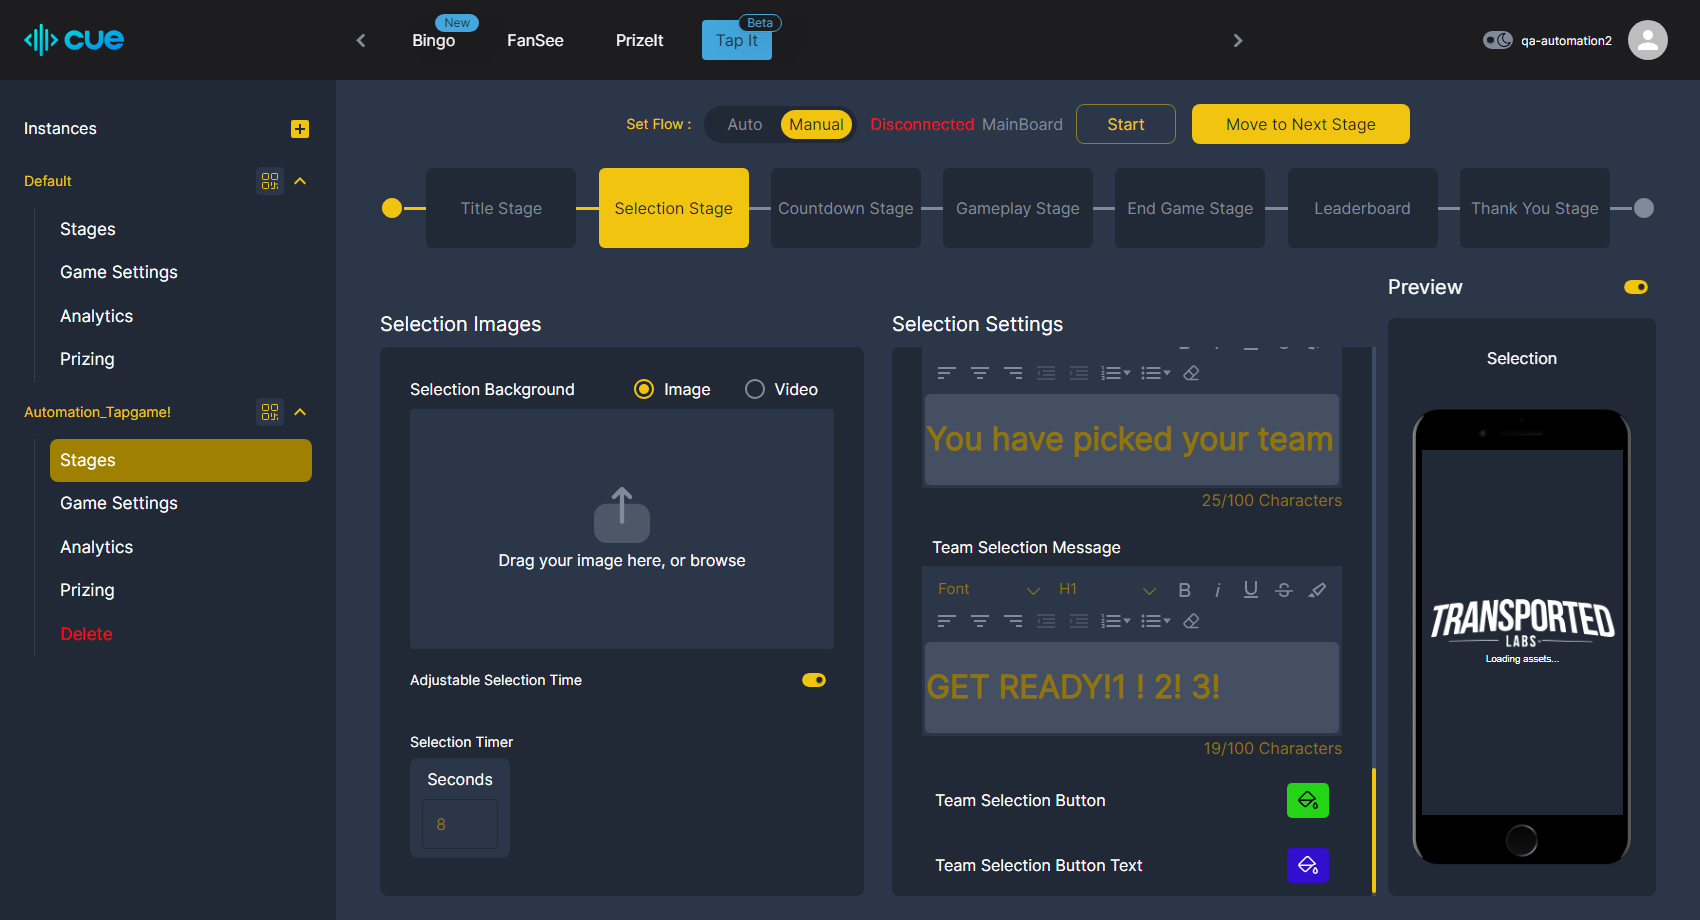 cue
Bingo
New
FanSee
PrizeIt
Tap It
Beta
qa-automation2
Instances
Default
Stages
Game Settings
Analytics
Prizing
Automation_Tapgame!
Stages
Game Settings
Analytics
Prizing
Delete
Set Flow :
Auto
Manual
Disconnected MainBoard
Start
Move to Next Stage
Title Stage
Selection Stage
Countdown Stage
Gameplay Stage
End Game Stage
Leaderboard
Thank You Stage
Selection Images
Selection Background
Image
Video
Drag your image here, or browse
Adjustable Selection Time
Selection Timer
Seconds
8
Selection Settings
You have picked your team
25/100 Characters
Team Selection Message
Font
H1
GET READY!1 ! 2! 3!
19/100 Characters
Team Selection Button
Team Selection Button Text
Preview
Selection
TRANSPORTED
LABS
Loading assets...